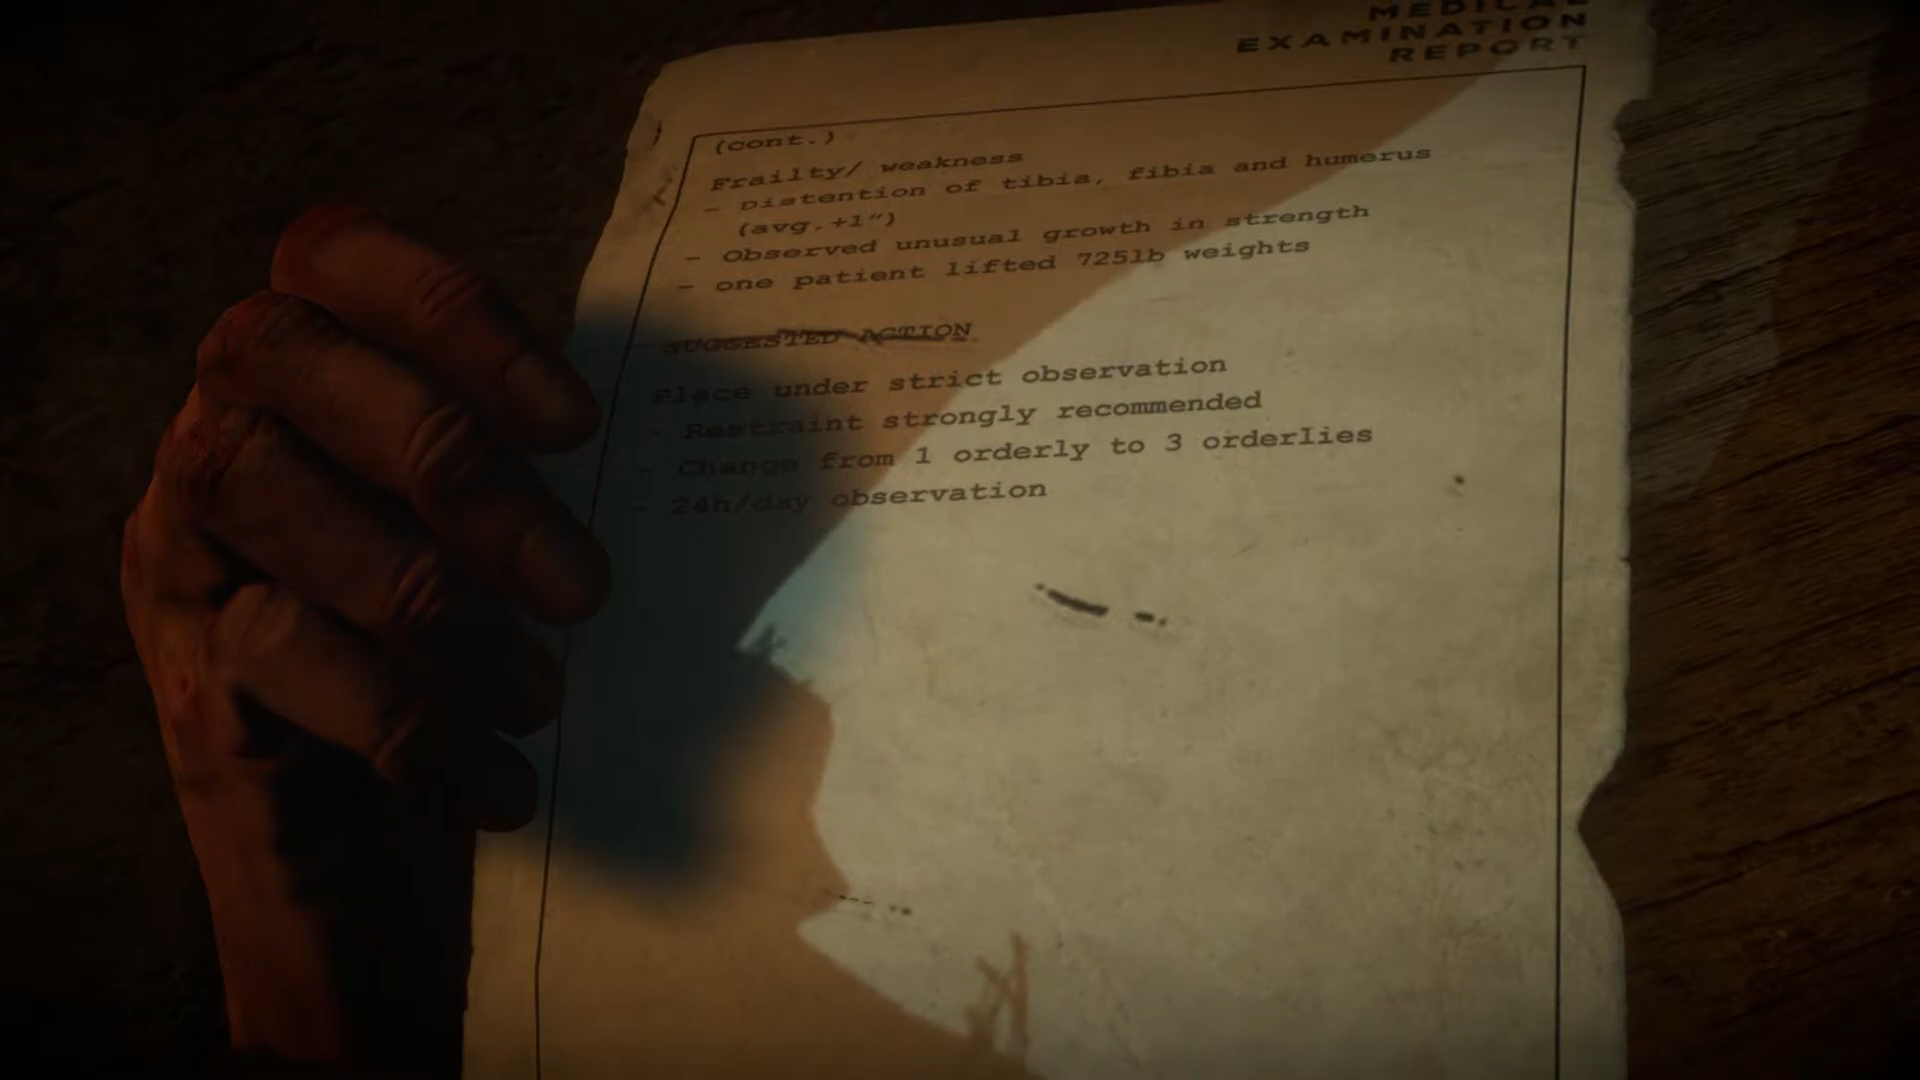 MEDICAL
EXAMINATION
REPORT
(cont.)
Frailty/ weakness
- Distention of tibia, fibia and humerus
(avg.+1")
- Observed unusual growth in strength
- one patient lifted 725lb weights
SUGGESTED ACTION
Place under strict observation
- Restraint strongly recommended
- Change from 1 orderly to 3 orderlies
- 24h/day observation